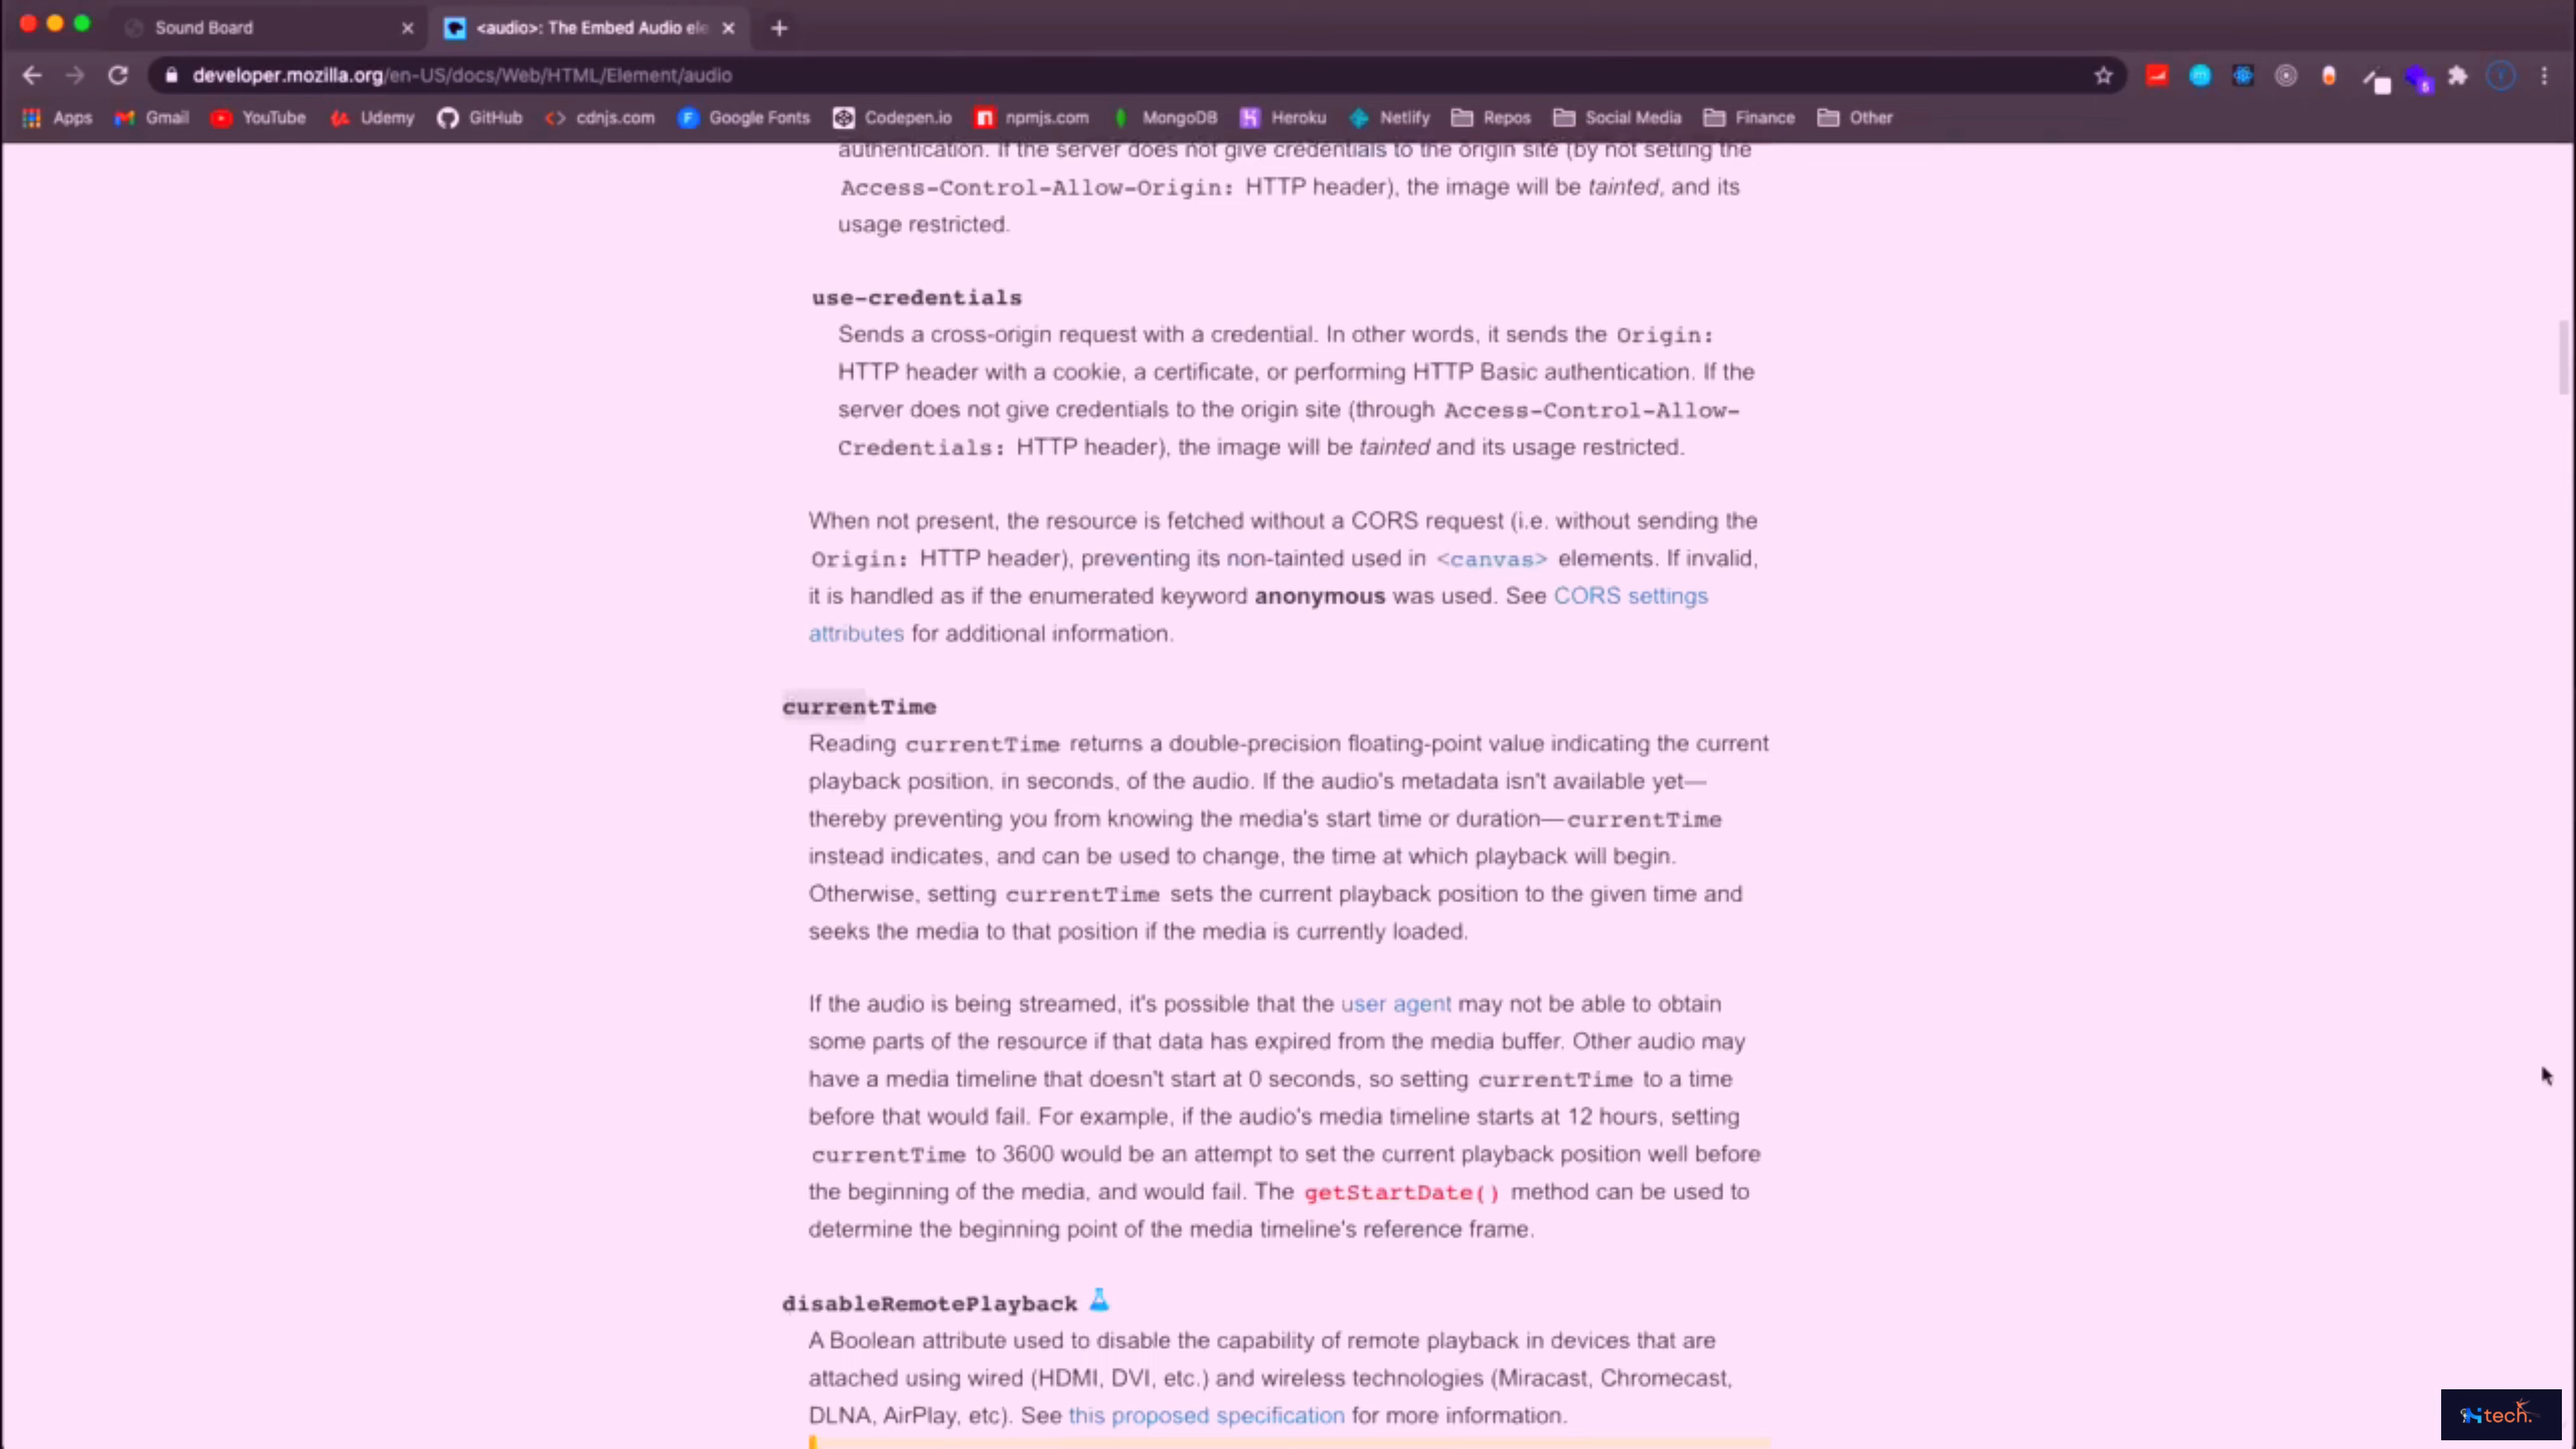 Sound Board
<audio>: The Embed Audio ele
developer.mozilla.org/en-US/docs/Web/HTML/Element/audio
Apps Gmail YouTube Udemy GitHub cdnjs.com Google Fonts Codepen.io npmjs.com MongoDB Heroku Netlify Repos Social Media Finance Other
authentication. If the server does not give credentials to the origin site (by not setting the
Access-Control-Allow-Origin: HTTP header), the image will be tainted, and its
usage restricted.
use-credentials
Sends a cross-origin request with a credential. In other words, it sends the Origin:
HTTP header with a cookie, a certificate, or performing HTTP Basic authentication. If the
server does not give credentials to the origin site (through Access-Control-Allow-
Credentials: HTTP header), the image will be tainted and its usage restricted.
When not present, the resource is fetched without a CORS request (i.e. without sending the
Origin: HTTP header), preventing its non-tainted used in <canvas> elements. If invalid,
it is handled as if the enumerated keyword anonymous was used. See CORS settings
attributes for additional information.
currentTime
Reading currentTime returns a double-precision floating-point value indicating the current
playback position, in seconds, of the audio. If the audio's metadata isn't available yet—
thereby preventing you from knowing the media's start time or duration—currentTime
instead indicates, and can be used to change, the time at which playback will begin.
Otherwise, setting currentTime sets the current playback position to the given time and
seeks the media to that position if the media is currently loaded.
If the audio is being streamed, it's possible that the user agent may not be able to obtain
some parts of the resource if that data has expired from the media buffer. Other audio may
have a media timeline that doesn't start at 0 seconds, so setting currentTime to a time
before that would fail. For example, if the audio's media timeline starts at 12 hours, setting
currentTime to 3600 would be an attempt to set the current playback position well before
the beginning of the media, and would fail. The getStartDate() method can be used to
determine the beginning point of the media timeline's reference frame.
disableRemotePlayback
A Boolean attribute used to disable the capability of remote playback in devices that are
attached using wired (HDMI, DVI, etc.) and wireless technologies (Miracast, Chromecast,
DLNA, AirPlay, etc). See this proposed specification for more information.
tech.